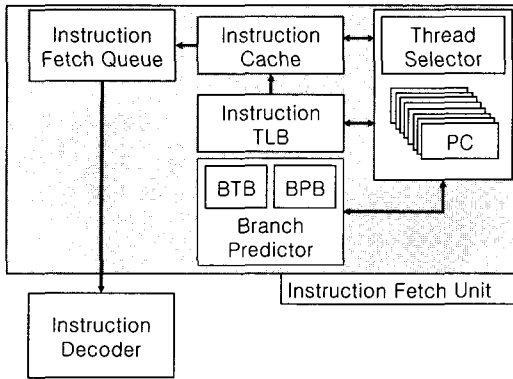 Instruction
Fetch Queue
Instruction
Cache
Thread
Selector
Instruction
TLB
PC
BTB
BPB
Branch
Predictor
Instruction Fetch Unit
Instruction
Decoder